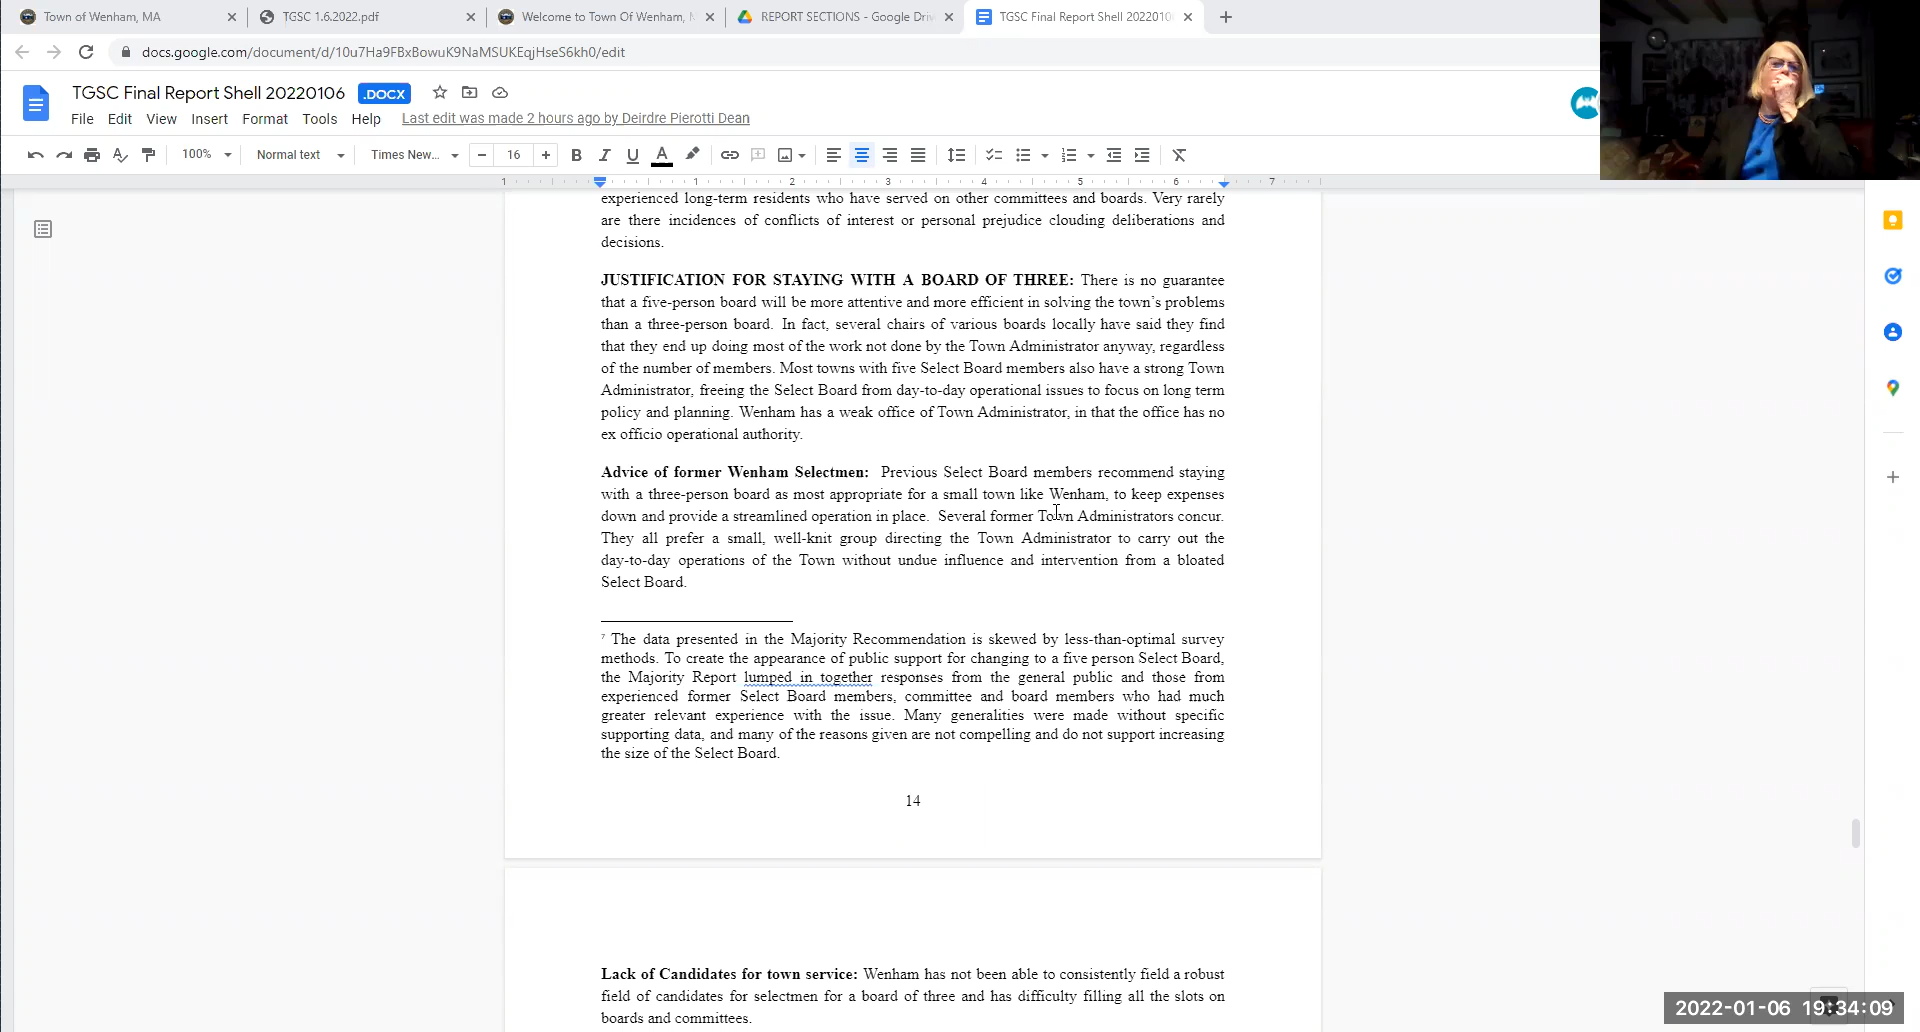 Town of Wenham, MA
TGSC 1.6.2022.pdf
Welcome to Town Of Wenham,
REPORT SECTIONS - Google Driv
TGSC Final Report Shell 2022010
docs.google.com/document/d/10u7Ha9FBxBowuK9NaMSUKEqjHseS6kh0/edit
TGSC Final Report Shell 20220106 .DOCX
File Edit View Insert Format Tools Help Last edit was made 2 hours ago by Deirdre Pierotti Dean
100% Normal text Times New... − 16 + B I U A
1 1 2 3 4 5 6 7
experienced long-term residents who have served on other committees and boards. Very rarely
are there incidences of conflicts of interest or personal prejudice clouding deliberations and
decisions.
JUSTIFICATION FOR STAYING WITH A BOARD OF THREE: There is no guarantee
that a five-person board will be more attentive and more efficient in solving the town’s problems
than a three-person board. In fact, several chairs of various boards locally have said they find
that they end up doing most of the work not done by the Town Administrator anyway, regardless
of the number of members. Most towns with five Select Board members also have a strong Town
Administrator, freeing the Select Board from day-to-day operational issues to focus on long term
policy and planning. Wenham has a weak office of Town Administrator, in that the office has no
ex officio operational authority.
Advice of former Wenham Selectmen: Previous Select Board members recommend staying
with a three-person board as most appropriate for a small town like Wenham, to keep expenses
down and provide a streamlined operation in place. Several former Town Administrators concur.
They all prefer a small, well-knit group directing the Town Administrator to carry out the
day-to-day operations of the Town without undue influence and intervention from a bloated
Select Board.
7 The data presented in the Majority Recommendation is skewed by less-than-optimal survey
methods. To create the appearance of public support for changing to a five person Select Board,
the Majority Report lumped in together responses from the general public and those from
experienced former Select Board members, committee and board members who had much
greater relevant experience with the issue. Many generalities were made without specific
supporting data, and many of the reasons given are not compelling and do not support increasing
the size of the Select Board.
14
Lack of Candidates for town service: Wenham has not been able to consistently field a robust
field of candidates for selectmen for a board of three and has difficulty filling all the slots on
boards and committees.
2022-01-06 19:34:09